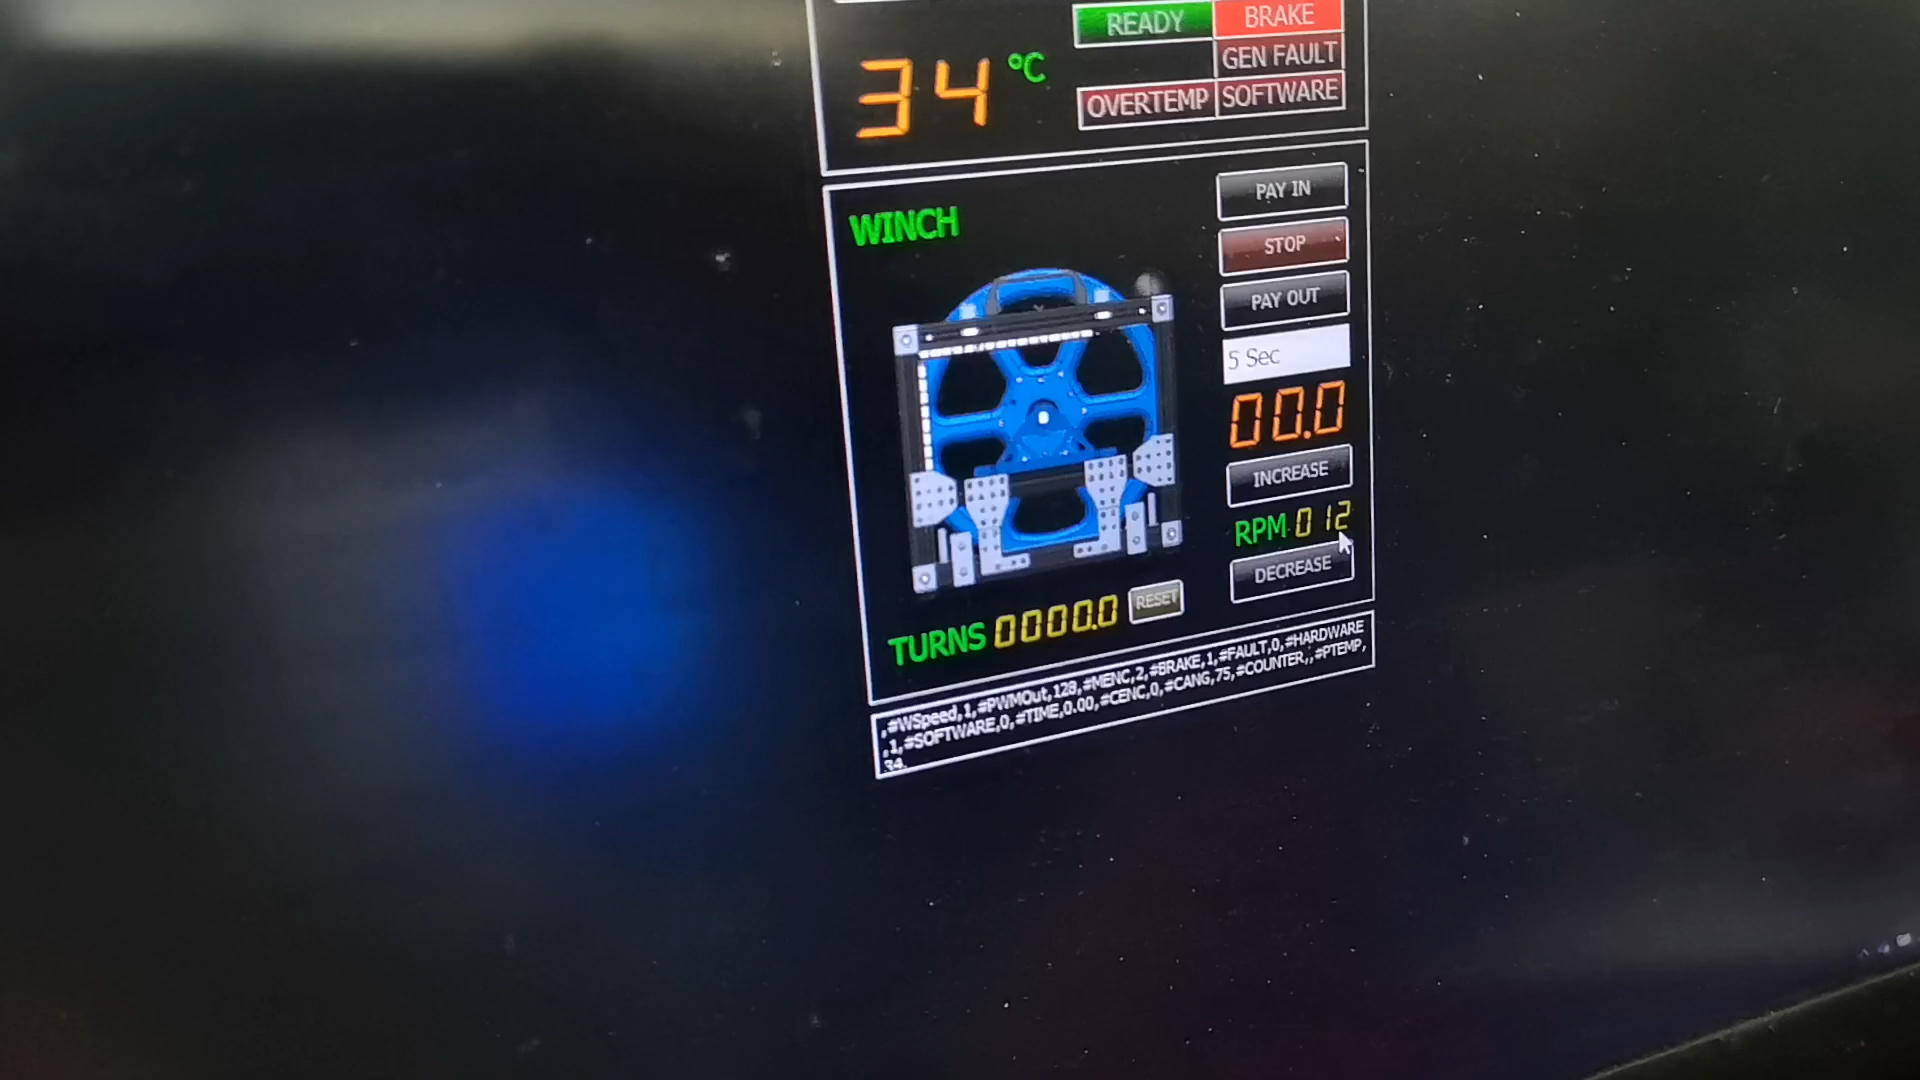 READY BRAKE
34 °C GEN FAULT
OVERTEMP SOFTWARE
WINCH
PAY IN
STOP
PAY OUT
5 Sec
00.0
INCREASE
RPM 012
DECREASE
TURNS 0000.0 RESET
,#WSpeed,1,#PWMOut,128,#MENC,2,#BRAKE,1,#FAULT,0,#HARDWARE
,1,#SOFTWARE,0,#TIME,0.00,#CENC,0,#CANG,75,#COUNTER,,#PTEMP,
34,